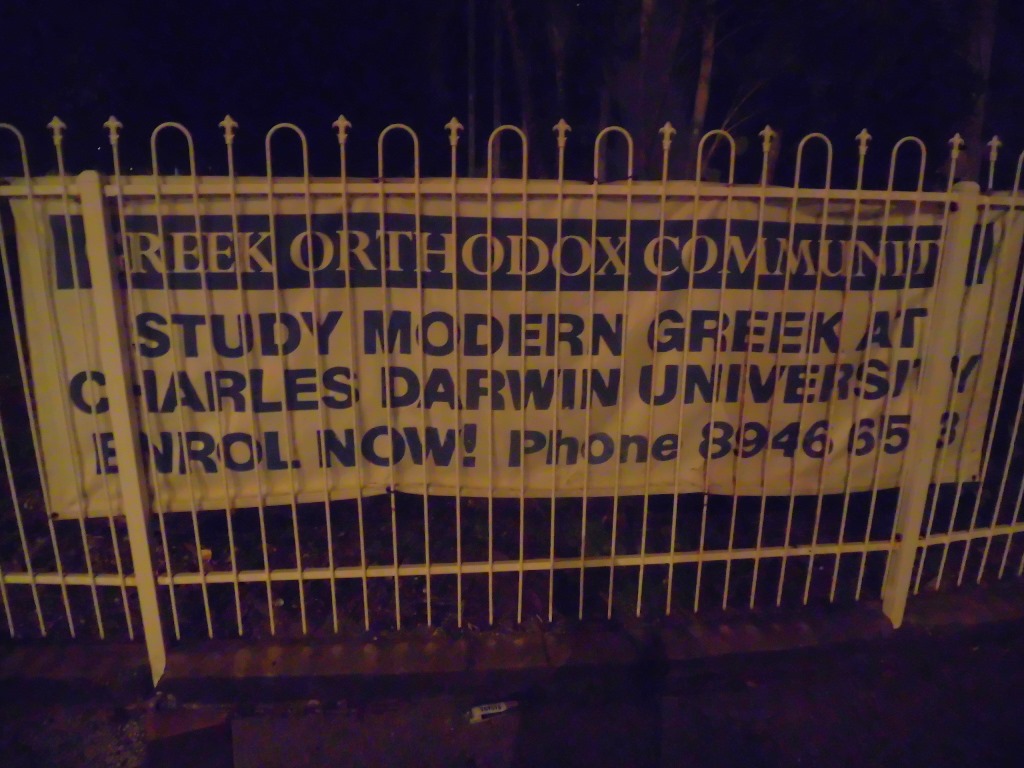 GREEK ORTHODOX COMMUNITY
STUDY MODERN GREEK AT
CHARLES DARWIN UNIVERSITY
ENROL NOW! Phone 8946